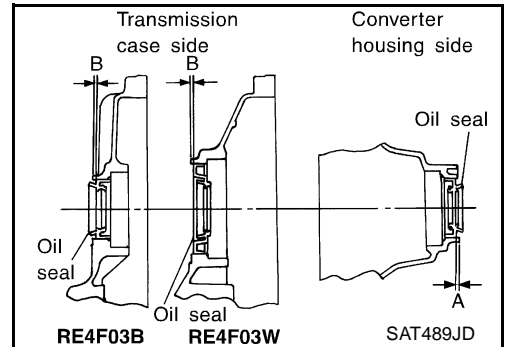 Transmission
case side
Converter
housing side
B
B
Oil seal
Oil
seal
Oil seal
A
RE4F03B
RE4F03W
SAT489JD